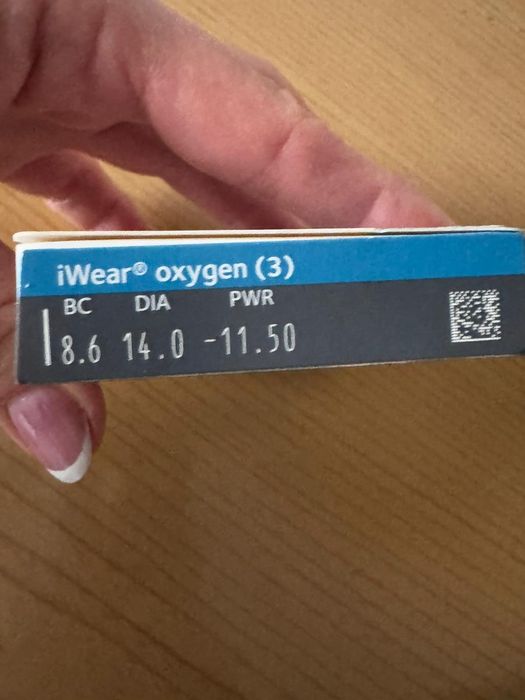 iWear® oxygen (3)
BC DIA PWR
8.6 14.0 -11.50